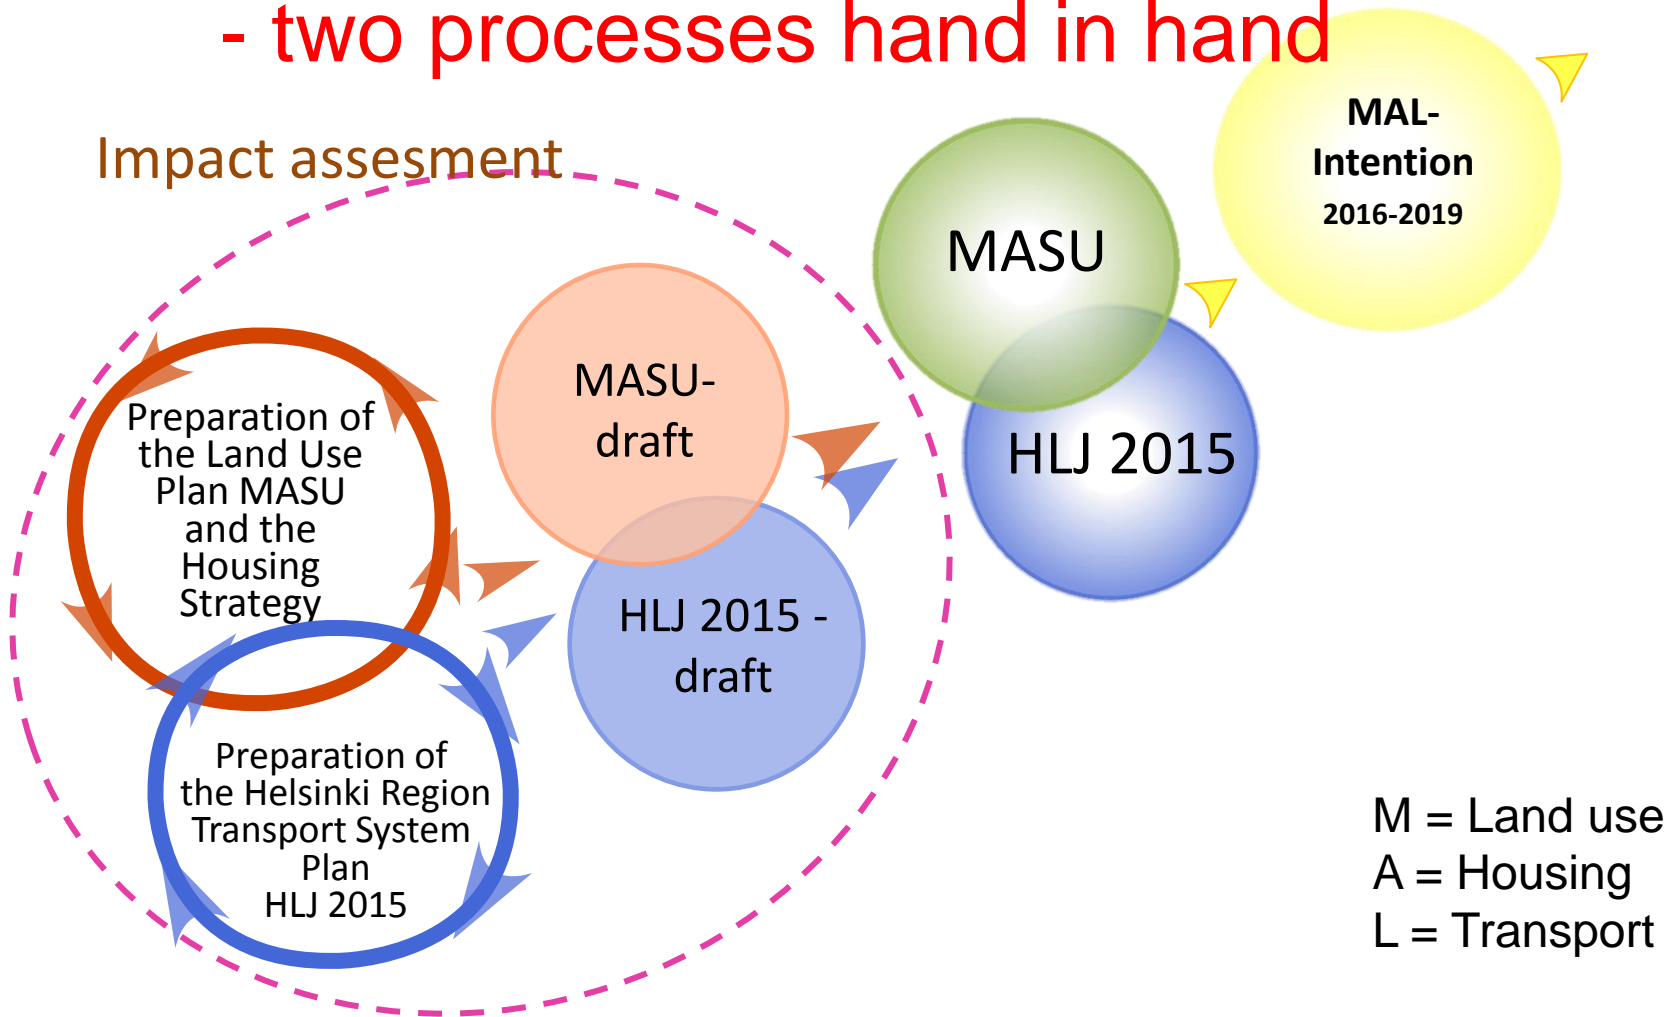 - two processes hand in hand
Impact assesment
MAL-
Intention
2016-2019
MASU
HLJ 2015
MASU-
draft
HLJ 2015 -
draft
Preparation of
the Land Use
Plan MASU
and the
Housing
Strategy
Preparation of
the Helsinki Region
Transport System
Plan
HLJ 2015
M = Land use
A = Housing
L = Transport